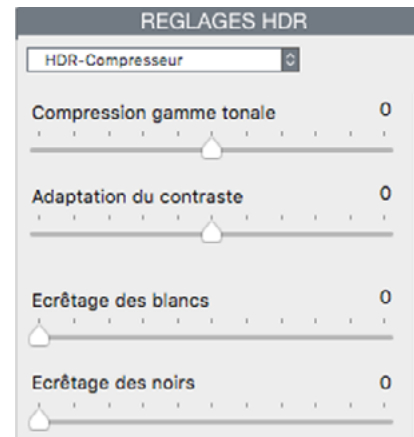 REGLAGES HDR
HDR-Compresseur
Compression gamme tonale 0
Adaptation du contraste 0
Ecrêtage des blancs 0
Ecrêtage des noirs 0